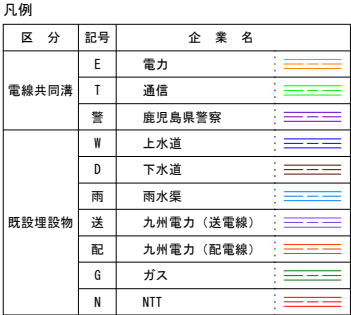 凡例
区 分 記号 企 業 名
電線共同溝
E 電力 :
T 通信 :
警 鹿児島県警察 :
既設埋設物
W 上水道 :
D 下水道 :
雨 雨水渠 :
送 九州電力（送電線） :
配 九州電力（配電線） :
G ガス :
N NTT :